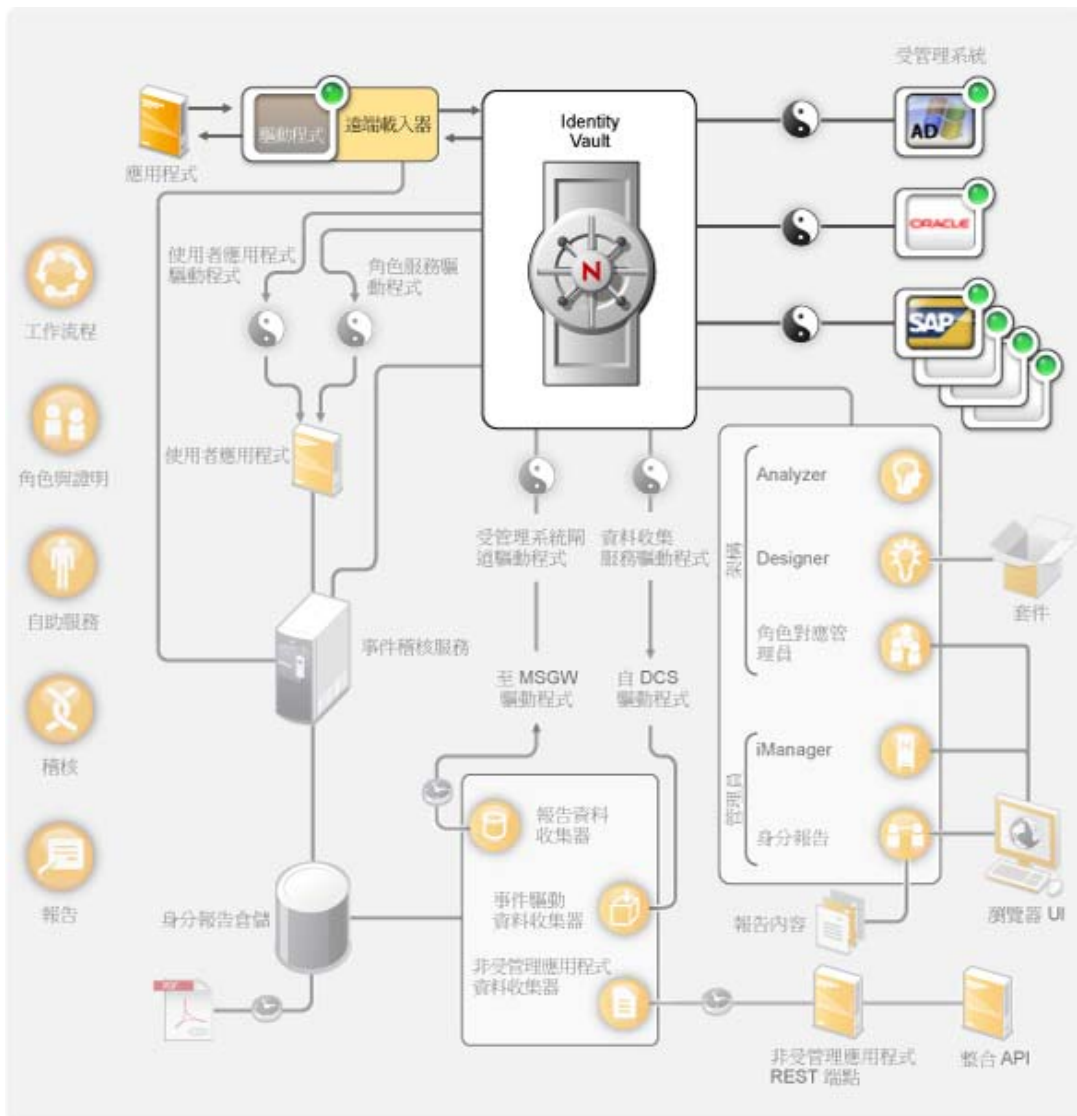 受管理系統
驅動程式
遠端載入器
應用程式
Identity
Vault
N
AD
ORACLE
SAP
使用者應用程式
驅動程式
角色服務驅
動程式
使用者應用程式
工作流程
角色與證明
自助服務
稽核
報告
事件稽核服務
受管理系統閘
道驅動程式
資料收集
服務驅動程式
至 MSGW
驅動程式
自 DCS
驅動程式
架構
Analyzer
Designer
角色對應管
理員
套件
管理員
iManager
身分報告
瀏覽器 UI
報告內容
報告資料
收集器
事件驅動
資料收集器
非受管理應用程式
資料收集器
身分報告倉儲
PDF
非受管理應用程式
REST 端點
整合 API